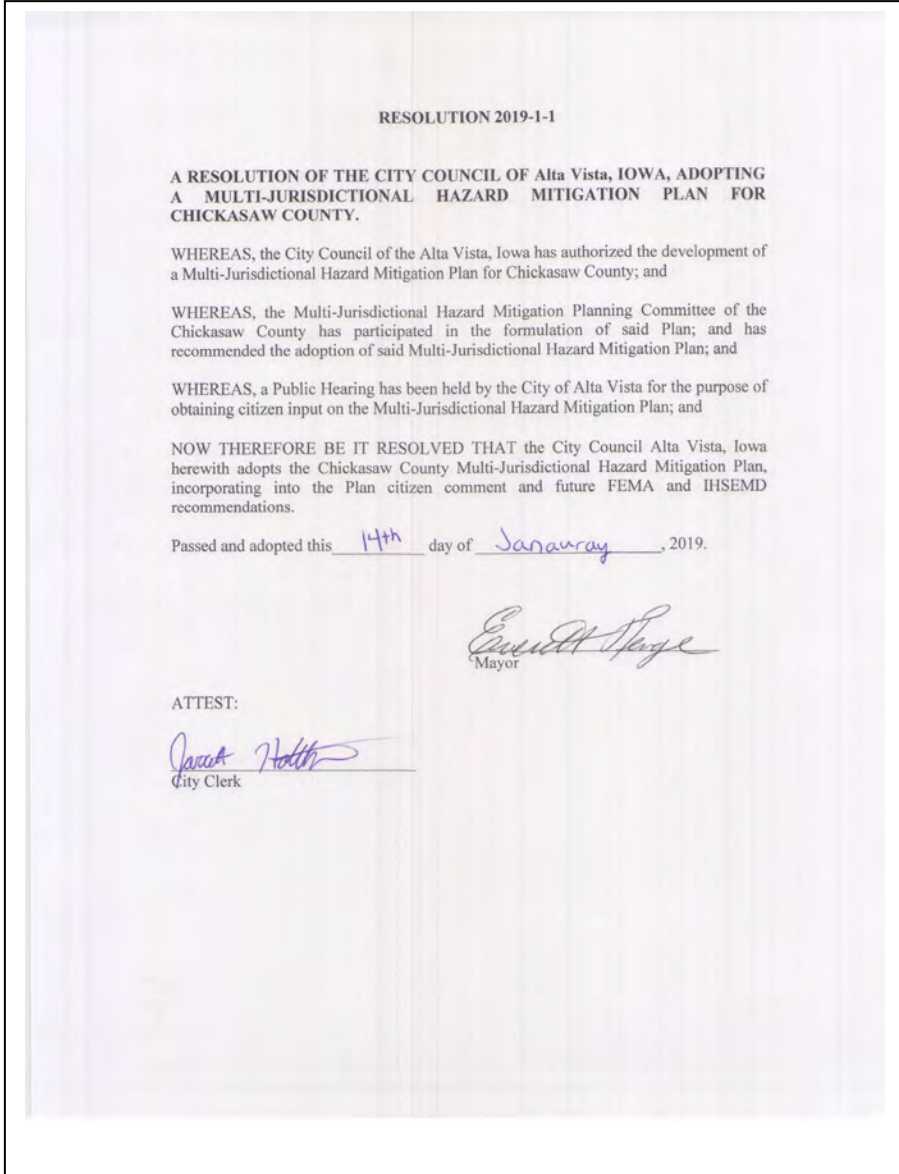 RESOLUTION 2019-1-1
A RESOLUTION OF THE CITY COUNCIL OF Alta Vista, IOWA, ADOPTING
A MULTI-JURISDICTIONAL HAZARD MITIGATION PLAN FOR
CHICKASAW COUNTY.
WHEREAS, the City Council of the Alta Vista, Iowa has authorized the development of
a Multi-Jurisdictional Hazard Mitigation Plan for Chickasaw County; and
WHEREAS, the Multi-Jurisdictional Hazard Mitigation Planning Committee of the
Chickasaw County has participated in the formulation of said Plan; and has
recommended the adoption of said Multi-Jurisdictional Hazard Mitigation Plan; and
WHEREAS, a Public Hearing has been held by the City of Alta Vista for the purpose of
obtaining citizen input on the Multi-Jurisdictional Hazard Mitigation Plan; and
NOW THEREFORE BE IT RESOLVED THAT the City Council Alta Vista, Iowa
herewith adopts the Chickasaw County Multi-Jurisdictional Hazard Mitigation Plan,
incorporating into the Plan citizen comment and future FEMA and IHSEMD
recommendations.
Passed and adopted this 14th day of Janauray, 2019.
Mayor
ATTEST:
City Clerk